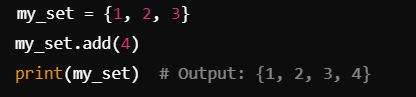 my_set = {1, 2, 3}
my_set.add(4)
print(my_set)  # Output: {1, 2, 3, 4}